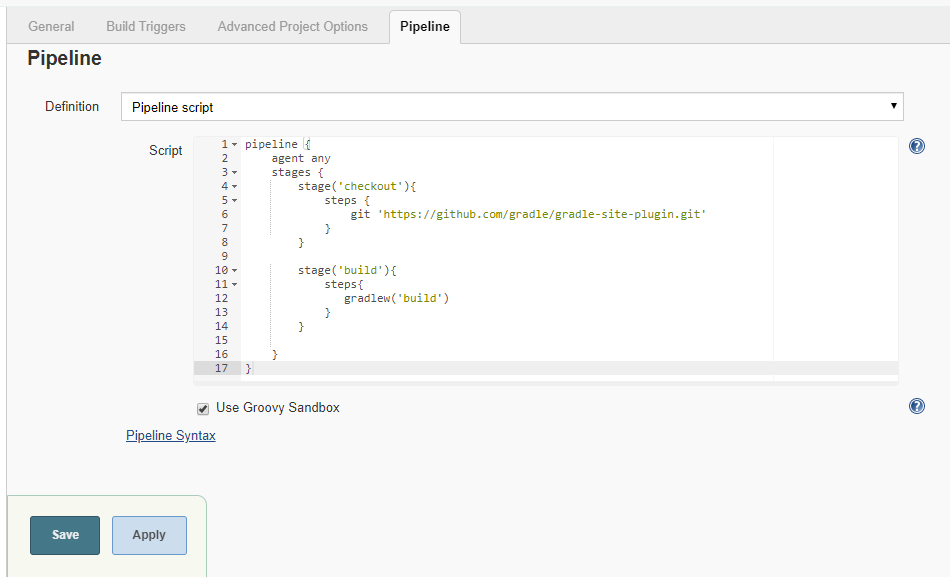 General Build Triggers Advanced Project Options Pipeline
Pipeline
Definition Pipeline script
Script
1 pipeline {
2     agent any
3     stages {
4         stage('checkout'){
5             steps {
6                 git 'https://github.com/gradle/gradle-site-plugin.git'
7             }
8         }
9
10         stage('build'){
11             steps{
12                gradlew('build')
13             }
14         }
15
16     }
17 }
Use Groovy Sandbox
Pipeline Syntax
Save Apply